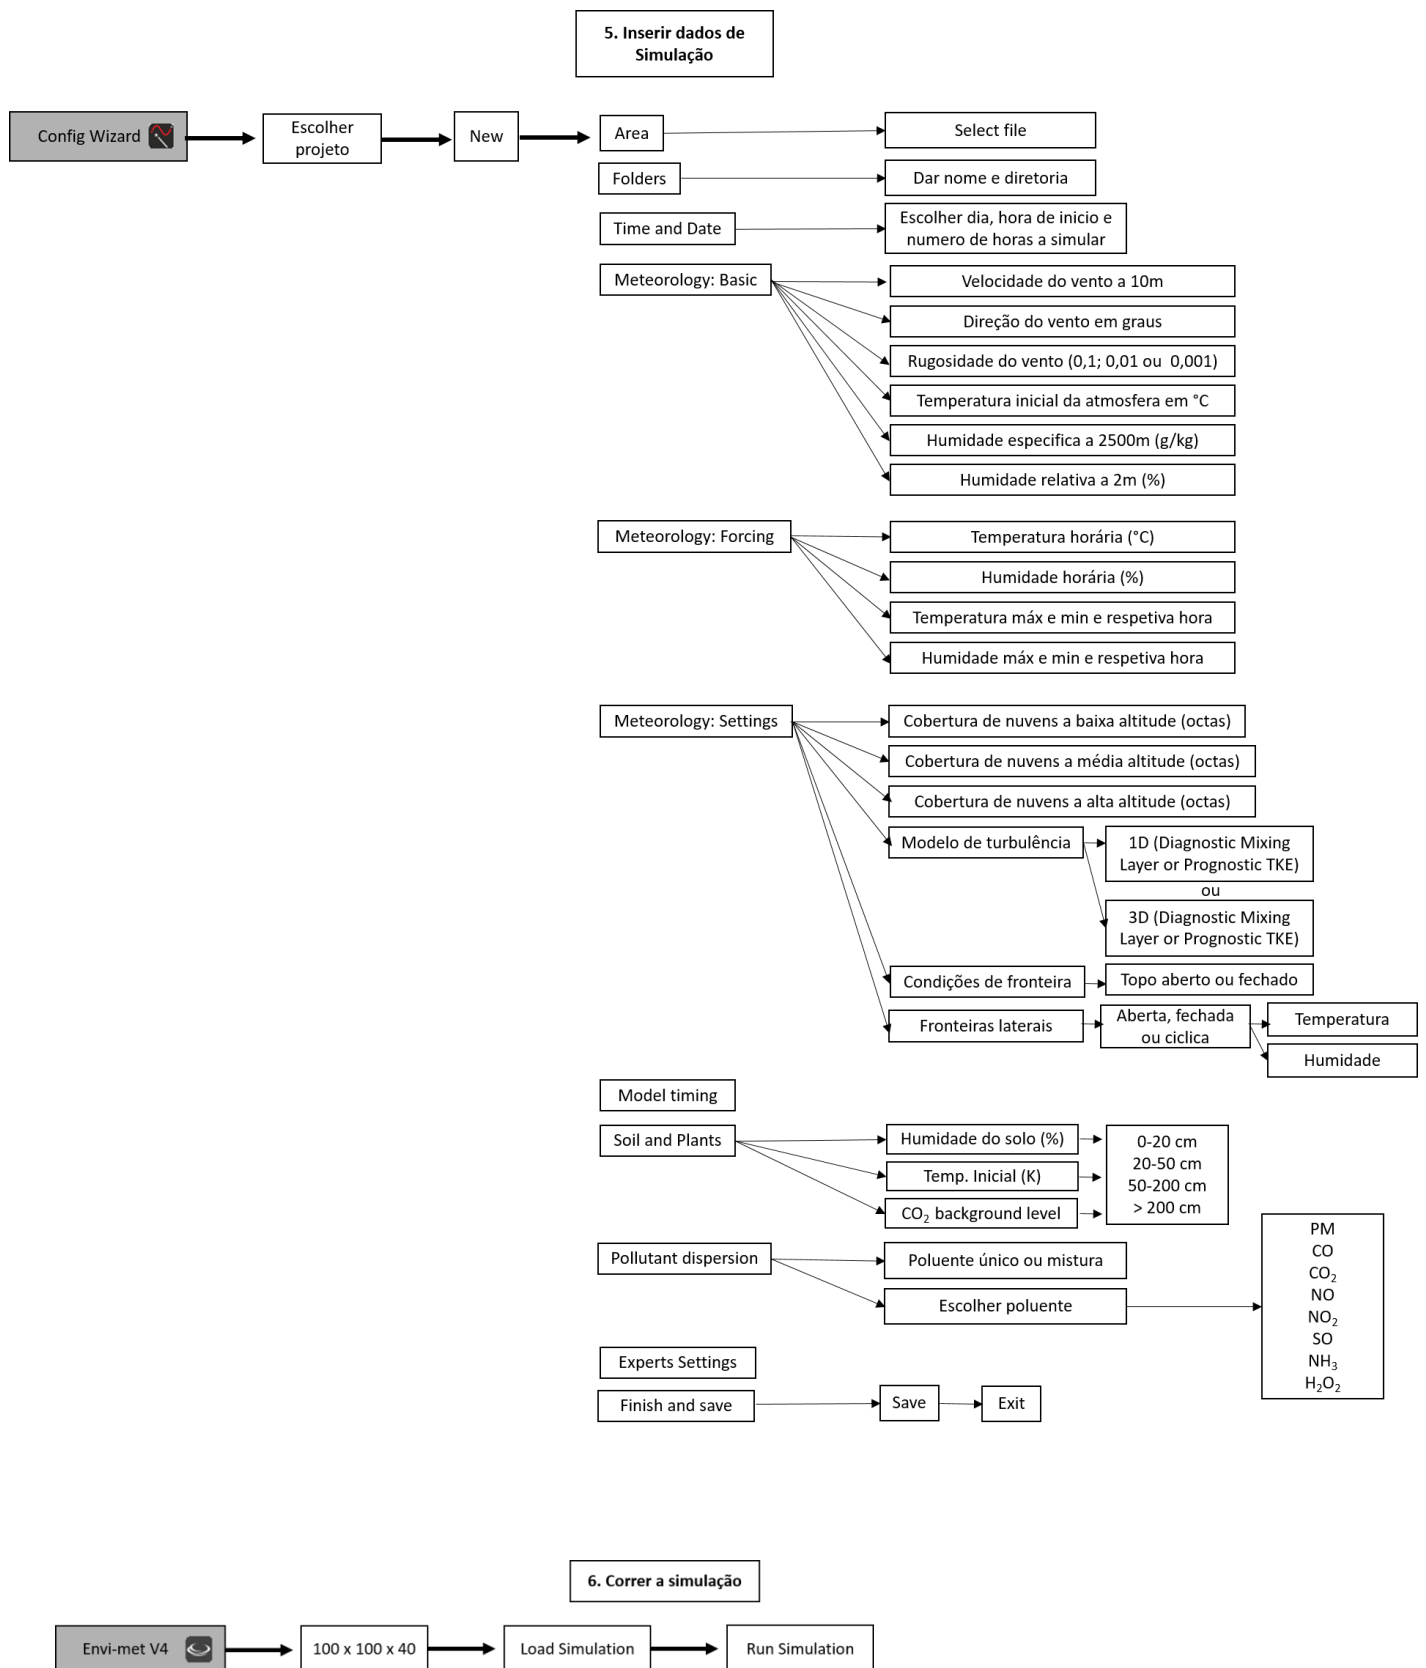 5. Inserir dados de
Simulação
Config Wizard
Escolher
projeto
New
Area
Select file
Folders
Dar nome e diretoria
Time and Date
Escolher dia, hora de inicio e
numero de horas a simular
Meteorology: Basic
Velocidade do vento a 10m
Direção do vento em graus
Rugosidade do vento (0,1; 0,01 ou 0,001)
Temperatura inicial da atmosfera em °C
Humidade especifica a 2500m (g/kg)
Humidade relativa a 2m (%)
Meteorology: Forcing
Temperatura horária (°C)
Humidade horária (%)
Temperatura máx e min e respetiva hora
Humidade máx e min e respetiva hora
Meteorology: Settings
Cobertura de nuvens a baixa altitude (octas)
Cobertura de nuvens a média altitude (octas)
Cobertura de nuvens a alta altitude (octas)
Modelo de turbulência
1D (Diagnostic Mixing
Layer or Prognostic TKE)
ou
3D (Diagnostic Mixing
Layer or Prognostic TKE)
Condições de fronteira
Topo aberto ou fechado
Fronteiras laterais
Aberta, fechada
ou ciclica
Temperatura
Humidade
Model timing
Soil and Plants
Humidade do solo (%)
Temp. Inicial (K)
CO₂ background level
0-20 cm
20-50 cm
50-200 cm
> 200 cm
Pollutant dispersion
Poluente único ou mistura
Escolher poluente
PM
CO
CO₂
NO
NO₂
SO
NH₃
H₂O₂
Experts Settings
Finish and save
Save
Exit
6. Correr a simulação
Envi-met V4
100 x 100 x 40
Load Simulation
Run Simulation